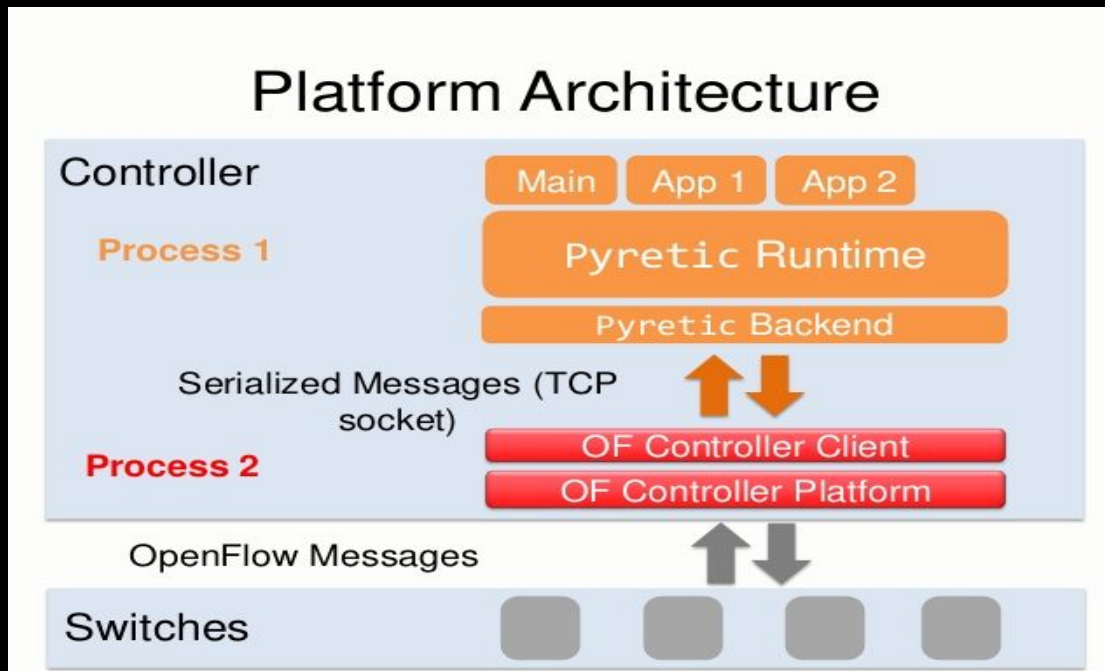 Platform Architecture
Controller
Main
App 1
App 2
Process 1
Pyretic Runtime
Pyretic Backend
Serialized Messages (TCP
socket)
Process 2
OF Controller Client
OF Controller Platform
OpenFlow Messages
Switches